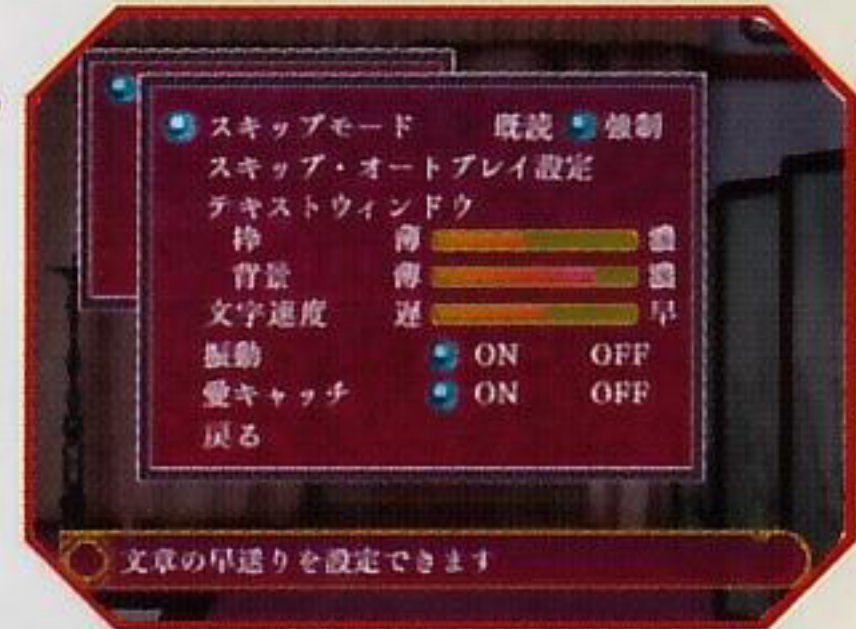 スキップモード 既読 強制
スキップ・オートプレイ設定
テキストウィンドウ
枠 薄 濃
背景 薄 濃
文字速度 遅 早
振動 ON OFF
愛キャッチ ON OFF
戻る
文章の早送りを設定できます